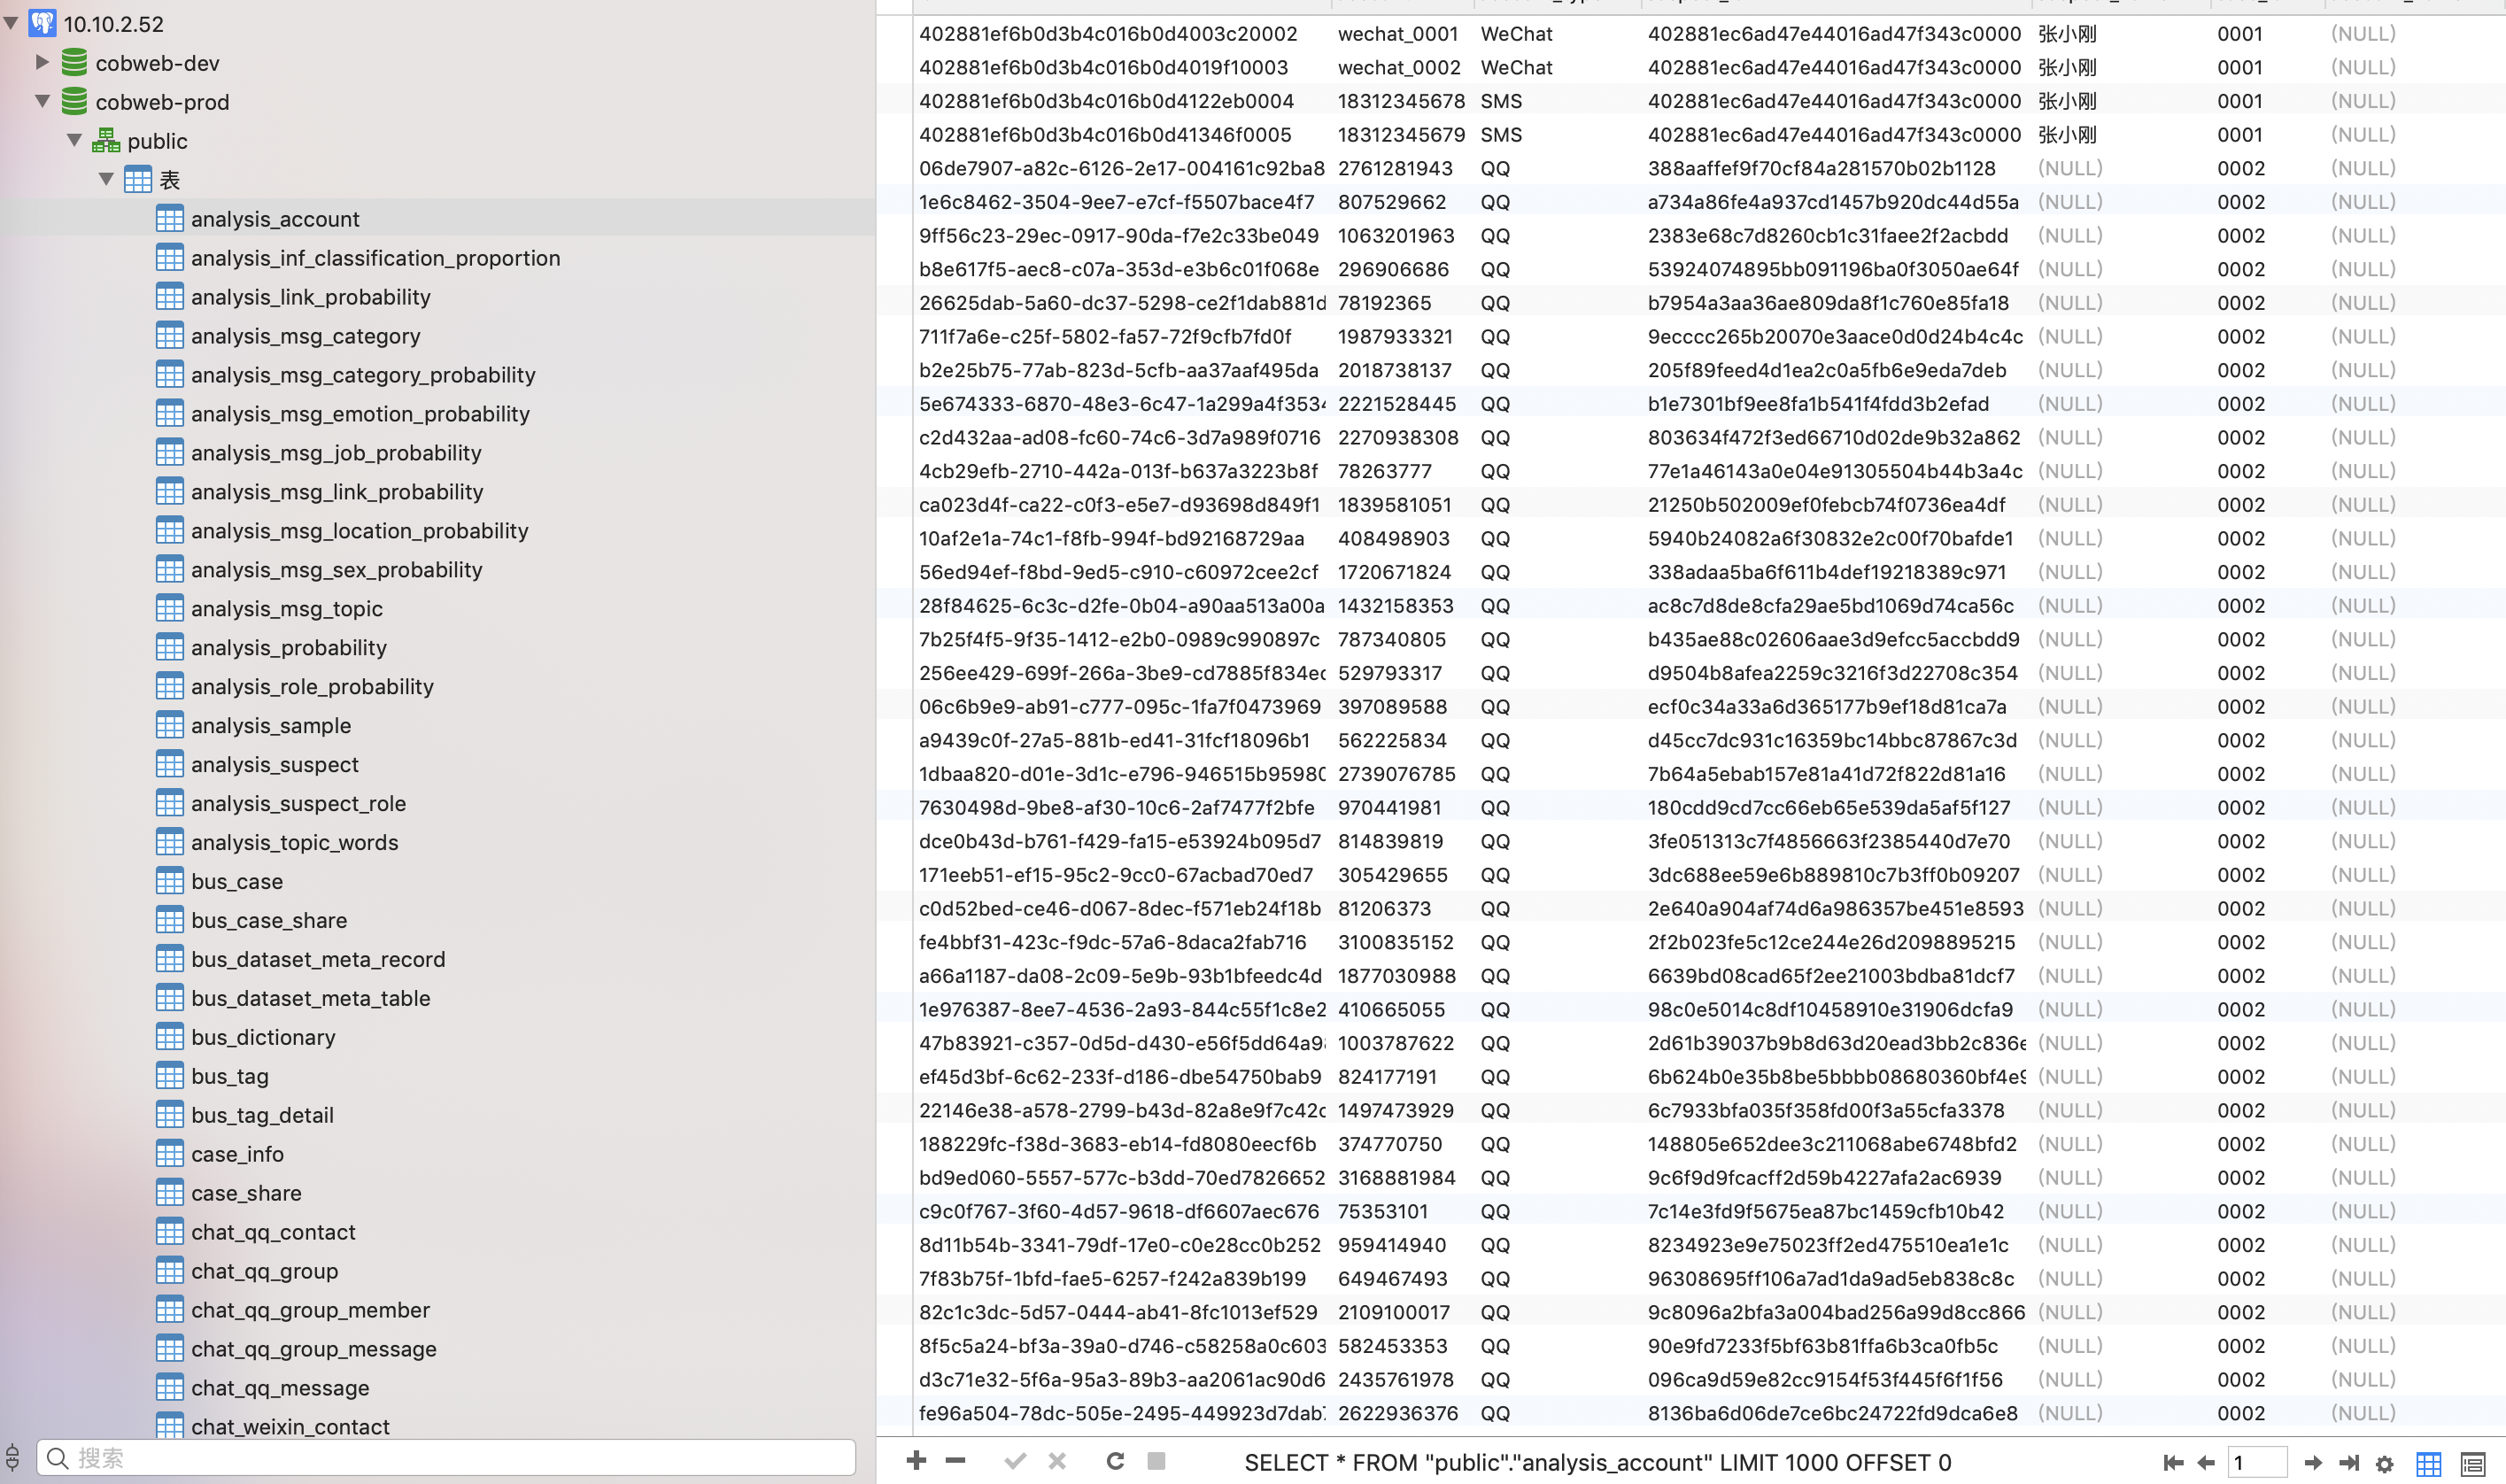 10.10.2.52
cobweb-dev
cobweb-prod
public
表
analysis_account
analysis_inf_classification_proportion
analysis_link_probability
analysis_msg_category
analysis_msg_category_probability
analysis_msg_emotion_probability
analysis_msg_job_probability
analysis_msg_link_probability
analysis_msg_location_probability
analysis_msg_sex_probability
analysis_msg_topic
analysis_probability
analysis_role_probability
analysis_sample
analysis_suspect
analysis_suspect_role
analysis_topic_words
bus_case
bus_case_share
bus_dataset_meta_record
bus_dataset_meta_table
bus_dictionary
bus_tag
bus_tag_detail
case_info
case_share
chat_qq_contact
chat_qq_group
chat_qq_group_member
chat_qq_group_message
chat_qq_message
chat_weixin_contact
搜索
402881ef6b0d3b4c016b0d4003c20002 wechat_0001 WeChat 402881ec6ad47e44016ad47f343c0000 张小刚 0001 (NULL)
402881ef6b0d3b4c016b0d4019f10003 wechat_0002 WeChat 402881ec6ad47e44016ad47f343c0000 张小刚 0001 (NULL)
402881ef6b0d3b4c016b0d4122eb0004 18312345678 SMS 402881ec6ad47e44016ad47f343c0000 张小刚 0001 (NULL)
402881ef6b0d3b4c016b0d41346f0005 18312345679 SMS 402881ec6ad47e44016ad47f343c0000 张小刚 0001 (NULL)
06de7907-a82c-6126-2e17-004161c92ba8 2761281943 QQ 388aaffef9f70cf84a281570b02b1128 (NULL) 0002 (NULL)
1e6c8462-3504-9ee7-e7cf-f5507bace4f7 807529662 QQ a734a86fe4a937cd1457b920dc44d55a (NULL) 0002 (NULL)
9ff56c23-29ec-0917-90da-f7e2c33be049 1063201963 QQ 2383e68c7d8260cb1c31faee2f2acbdd (NULL) 0002 (NULL)
b8e617f5-aec8-c07a-353d-e3b6c01f068e 296906686 QQ 53924074895bb091196ba0f3050ae64f (NULL) 0002 (NULL)
26625dab-5a60-dc37-5298-ce2f1dab881d 78192365 QQ b7954a3aa36ae809da8f1c760e85fa18 (NULL) 0002 (NULL)
711f7a6e-c25f-5802-fa57-72f9cfb7fd0f 1987933321 QQ 9ecccc265b20070e3aace0d0d24b4c4c (NULL) 0002 (NULL)
b2e25b75-77ab-823d-5cfb-aa37aaf495da 2018738137 QQ 205f89feed4d1ea2c0a5fb6e9eda7deb (NULL) 0002 (NULL)
5e674333-6870-48e3-6c47-1a299a4f3534 2221528445 QQ b1e7301bf9ee8fa1b541f4fdd3b2efad (NULL) 0002 (NULL)
c2d432aa-ad08-fc60-74c6-3d7a989f0716 2270938308 QQ 803634f472f3ed66710d02de9b32a862 (NULL) 0002 (NULL)
4cb29efb-2710-442a-013f-b637a3223b8f 78263777 QQ 77e1a46143a0e04e91305504b44b3a4c (NULL) 0002 (NULL)
ca023d4f-ca22-c0f3-e5e7-d93698d849f1 1839581051 QQ 21250b502009ef0febcb74f0736ea4df (NULL) 0002 (NULL)
10af2e1a-74c1-f8fb-994f-bd92168729aa 408498903 QQ 5940b24082a6f30832e2c00f70bafde1 (NULL) 0002 (NULL)
56ed94ef-f8bd-9ed5-c910-c60972cee2cf 1720671824 QQ 338adaa5ba6f611b4def19218389c971 (NULL) 0002 (NULL)
28f84625-6c3c-d2fe-0b04-a90aa513a00a 1432158353 QQ ac8c7d8de8cfa29ae5bd1069d74ca56c (NULL) 0002 (NULL)
7b25f4f5-9f35-1412-e2b0-0989c990897c 787340805 QQ b435ae88c02606aae3d9efcc5accbdd9 (NULL) 0002 (NULL)
256ee429-699f-266a-3be9-cd7885f834ec 529793317 QQ d9504b8afea2259c3216f3d22708c354 (NULL) 0002 (NULL)
06c6b9e9-ab91-c777-095c-1fa7f0473969 397089588 QQ ecf0c34a33a6d365177b9ef18d81ca7a (NULL) 0002 (NULL)
a9439c0f-27a5-881b-ed41-31fcf18096b1 562225834 QQ d45cc7dc931c16359bc14bbc87867c3d (NULL) 0002 (NULL)
1dbaa820-d01e-3d1c-e796-946515b95980 2739076785 QQ 7b64a5ebab157e81a41d72f822d81a16 (NULL) 0002 (NULL)
7630498d-9be8-af30-10c6-2af7477f2bfe 970441981 QQ 180cdd9cd7cc66eb65e539da5af5f127 (NULL) 0002 (NULL)
dce0b43d-b761-f429-fa15-e53924b095d7 814839819 QQ 3fe051313c7f4856663f2385440d7e70 (NULL) 0002 (NULL)
171eeb51-ef15-95c2-9cc0-67acbad70ed7 305429655 QQ 3dc688ee59e6b889810c7b3ff0b09207 (NULL) 0002 (NULL)
c0d52bed-ce46-d067-8dec-f571eb24f18b 81206373 QQ 2e640a904af74d6a986357be451e8593 (NULL) 0002 (NULL)
fe4bbf31-423c-f9dc-57a6-8daca2fab716 3100835152 QQ 2f2b023fe5c12ce244e26d2098895215 (NULL) 0002 (NULL)
a66a1187-da08-2c09-5e9b-93b1bfeedc4d 1877030988 QQ 6639bd08cad65f2ee21003bdba81dcf7 (NULL) 0002 (NULL)
1e976387-8ee7-4536-2a93-844c55f1c8e2 410665055 QQ 98c0e5014c8df10458910e31906dcfa9 (NULL) 0002 (NULL)
47b83921-c357-0d5d-d430-e56f5dd64a98 1003787622 QQ 2d61b39037b9b8d63d20ead3bb2c836e (NULL) 0002 (NULL)
ef45d3bf-6c62-233f-d186-dbe54750bab9 824177191 QQ 6b624b0e35b8be5bbbb08680360bf4e9 (NULL) 0002 (NULL)
22146e38-a578-2799-b43d-82a8e9f7c42c 1497473929 QQ 6c7933bfa035f358fd00f3a55cfa3378 (NULL) 0002 (NULL)
188229fc-f38d-3683-eb14-fd8080eecf6b 374770750 QQ 148805e652dee3c211068abe6748bfd2 (NULL) 0002 (NULL)
bd9ed060-5557-577c-b3dd-70ed7826652 3168881984 QQ 9c6f9d9fcacff2d59b4227afa2ac6939 (NULL) 0002 (NULL)
c9c0f767-3f60-4d57-9618-df6607aec676 75353101 QQ 7c14e3fd9f5675ea87bc1459cfb10b42 (NULL) 0002 (NULL)
8d11b54b-3341-79df-17e0-c0e28cc0b252 959414940 QQ 8234923e9e75023ff2ed475510ea1e1c (NULL) 0002 (NULL)
7f83b75f-1bfd-fae5-6257-f242a839b199 649467493 QQ 96308695ff106a7ad1da9ad5eb838c8c (NULL) 0002 (NULL)
82c1c3dc-5d57-0444-ab41-8fc1013ef529 2109100017 QQ 9c8096a2bfa3a004bad256a99d8cc866 (NULL) 0002 (NULL)
8f5c5a24-bf3a-39a0-d746-c58258a0c603 582453353 QQ 90e9fd7233f5bf63b81ffa6b3ca0fb5c (NULL) 0002 (NULL)
d3c71e32-5f6a-95a3-89b3-aa2061ac90d6 2435761978 QQ 096ca9d59e82cc9154f53f445f6f1f56 (NULL) 0002 (NULL)
fe96a504-78dc-505e-2495-449923d7dab 2622936376 QQ 8136ba6d06de7ce6bc24722fd9dca6e8 (NULL) 0002 (NULL)
SELECT * FROM "public"."analysis_account" LIMIT 1000 OFFSET 0
1